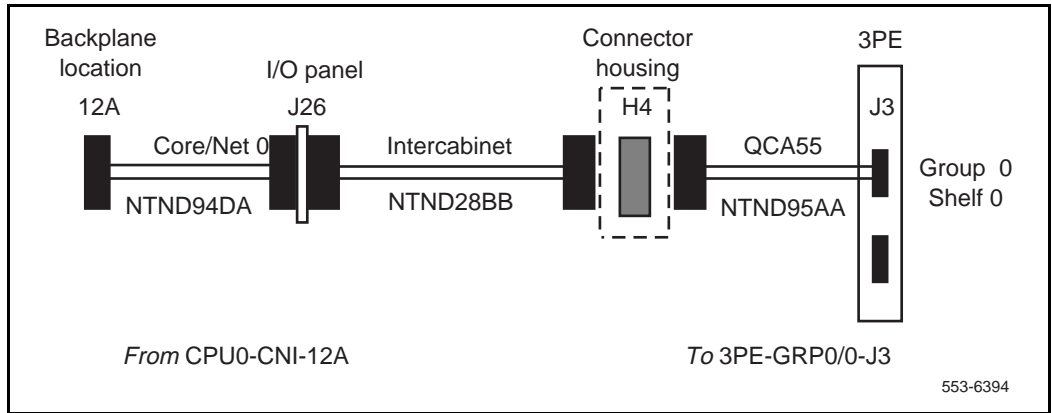 Backplane
location
12A
I/O panel
J26
Connector
housing
H4
3PE
J3
Core/Net 0
NTND94DA
Intercabinet
NTND28BB
QCA55
NTND95AA
Group 0
Shelf 0
From CPU0-CNI-12A
To 3PE-GRP0/0-J3
553-6394